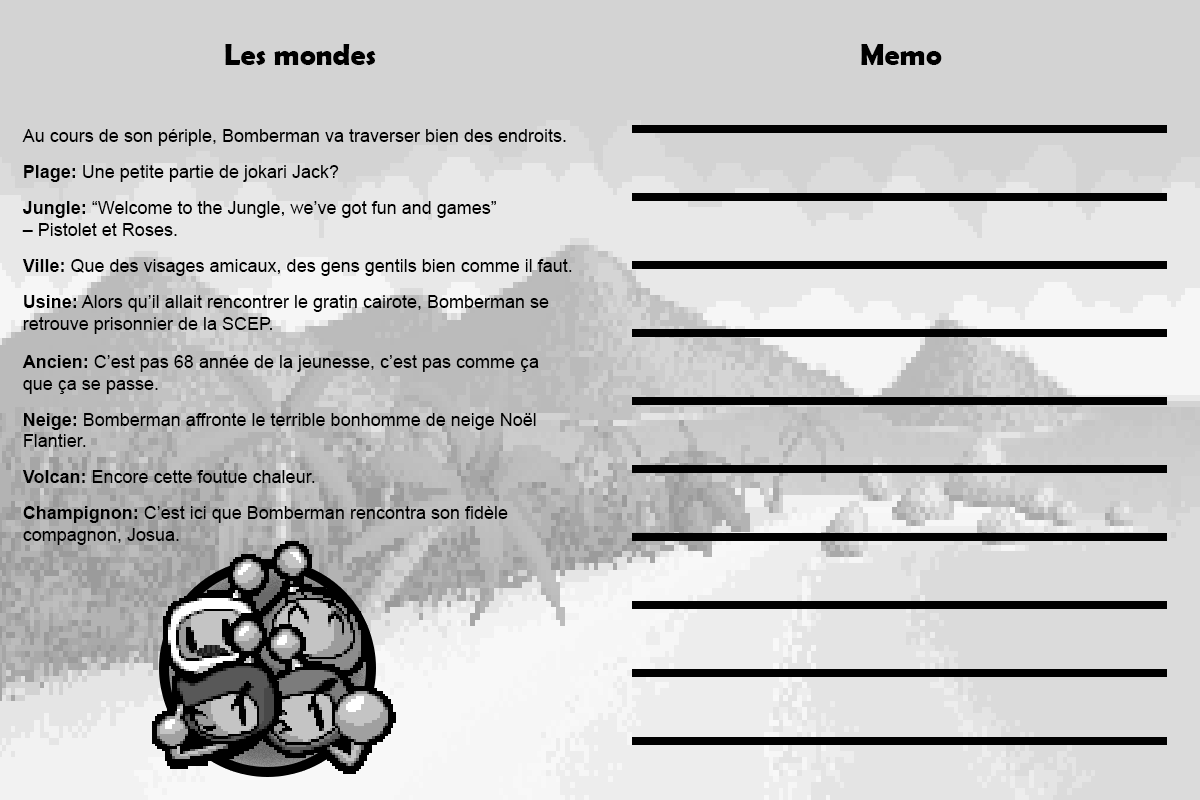 Les mondes
Au cours de son périple, Bomberman va traverser bien des endroits.
Plage: Une petite partie de jokari Jack?
Jungle: “Welcome to the Jungle, we’ve got fun and games”
– Pistolet et Roses.
Ville: Que des visages amicaux, des gens gentils bien comme il faut.
Usine: Alors qu’il allait rencontrer le gratin cairote, Bomberman se
retrouve prisonnier de la SCEP.
Ancien: C’est pas 68 année de la jeunesse, c’est pas comme ça
que ça se passe.
Neige: Bomberman affronte le terrible bonhomme de neige Noël
Flantier.
Volcan: Encore cette foutue chaleur.
Champignon: C’est ici que Bomberman rencontra son fidèle
compagnon, Josua.
Memo